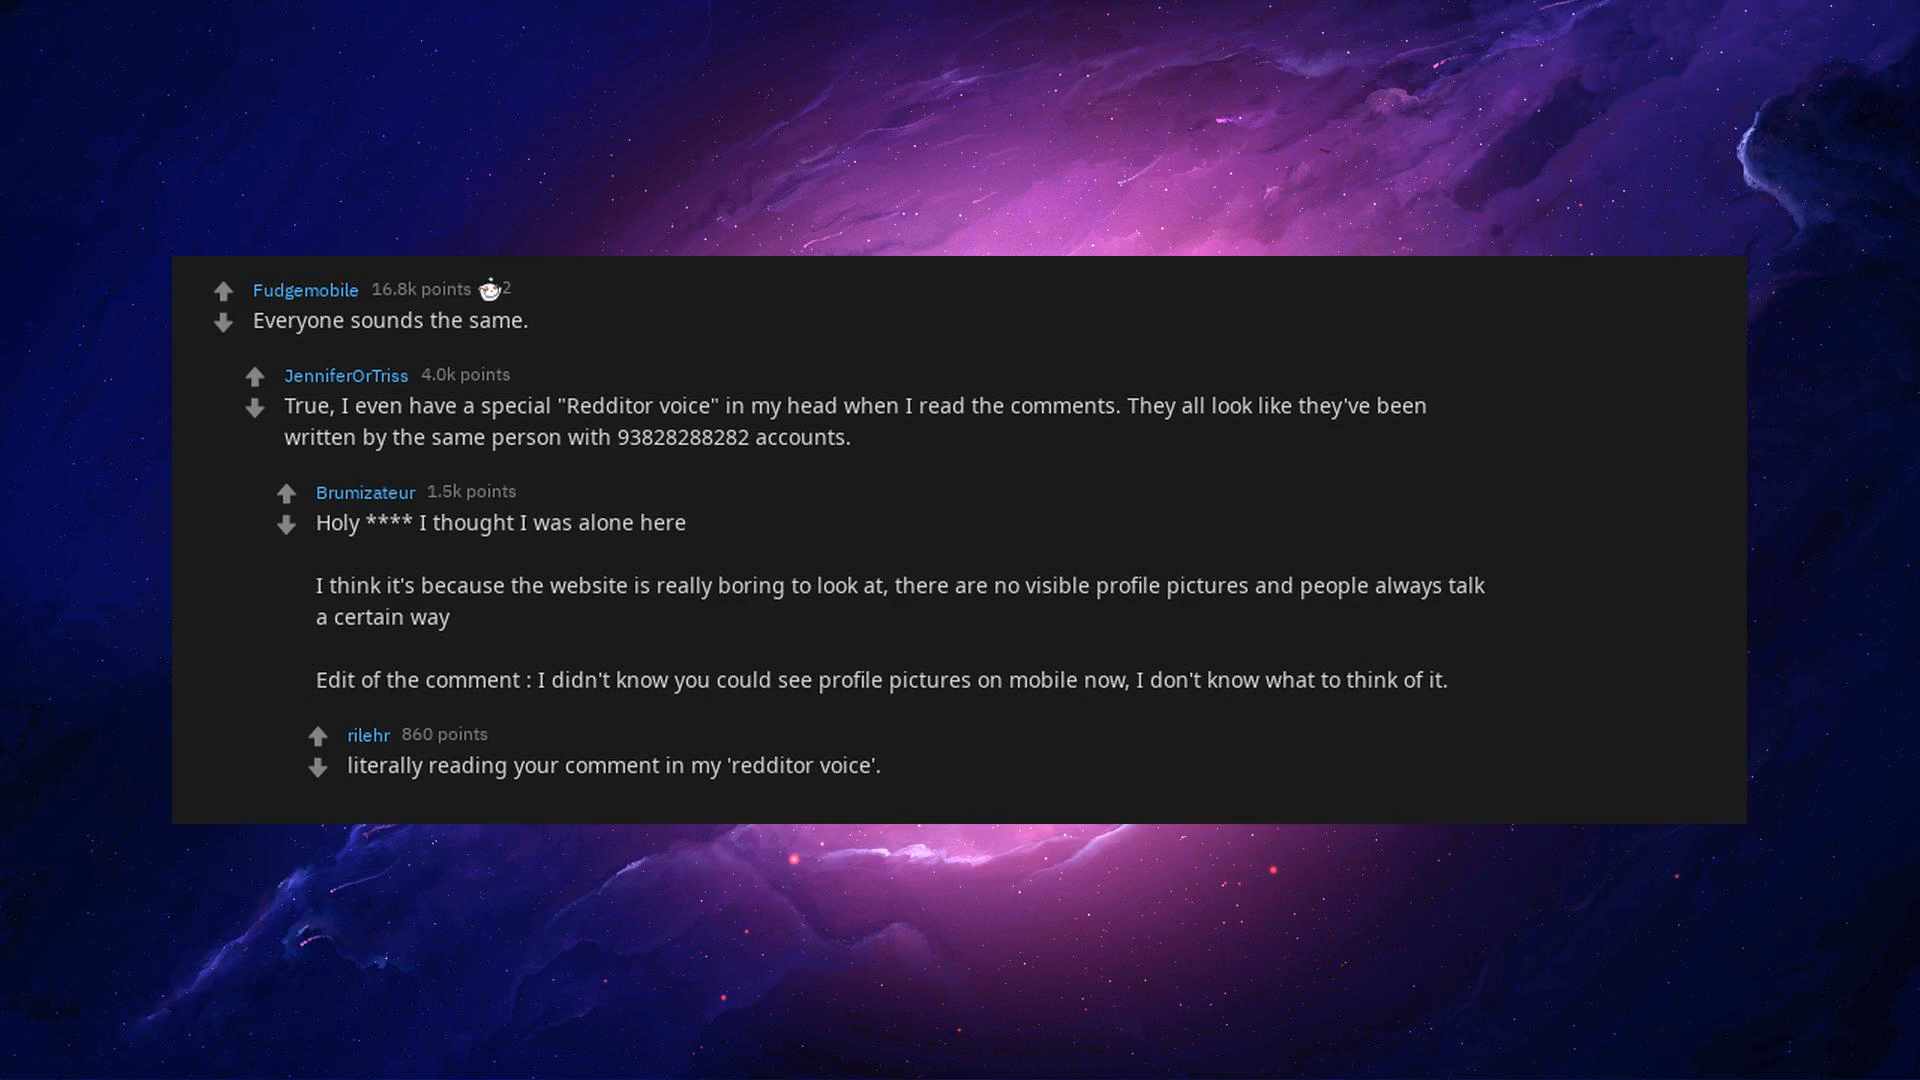 Fudgemobile 16.8k points 2
Everyone sounds the same.
JenniferOrTriss 4.0k points
True, I even have a special "Redditor voice" in my head when I read the comments. They all look like they've been
written by the same person with 93828288282 accounts.
Brumizateur 1.5k points
Holy **** I thought I was alone here
I think it's because the website is really boring to look at, there are no visible profile pictures and people always talk
a certain way
Edit of the comment : I didn't know you could see profile pictures on mobile now, I don't know what to think of it.
rilehr 860 points
literally reading your comment in my 'redditor voice'.